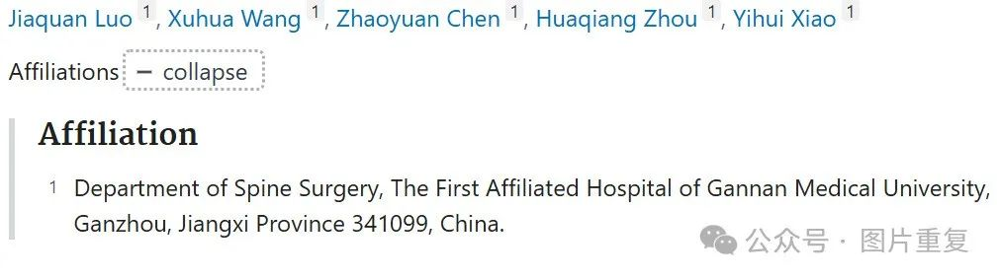 Jiaquan Luo 1, Xuhua Wang 1, Zhaoyuan Chen 1, Huaqiang Zhou 1, Yihui Xiao 1
Affiliations − collapse
Affiliation
1 Department of Spine Surgery, The First Affiliated Hospital of Gannan Medical University,
Ganzhou, Jiangxi Province 341099, China.
公众号 · 图片重复